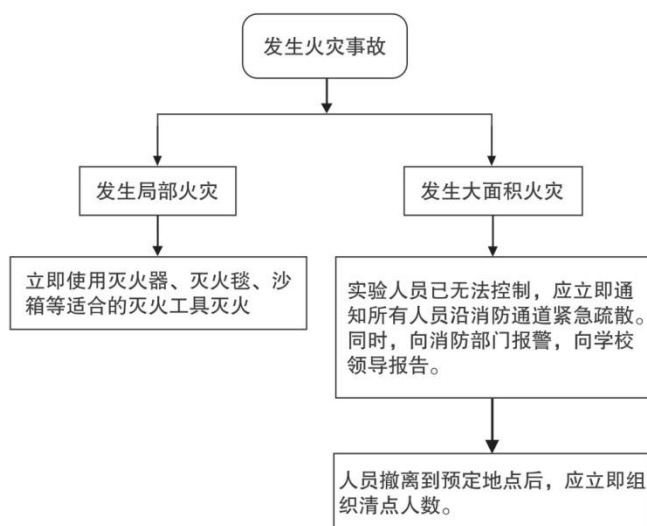 发生火灾事故
发生局部火灾
发生大面积火灾
立即使用灭火器、灭火毯、沙
箱等适合的灭火工具灭火
实验人员已无法控制，应立即通
知所有人员沿消防通道紧急疏散。
同时，向消防部门报警，向学校
领导报告。
人员撤离到预定地点后，应立即组
织清点人数。